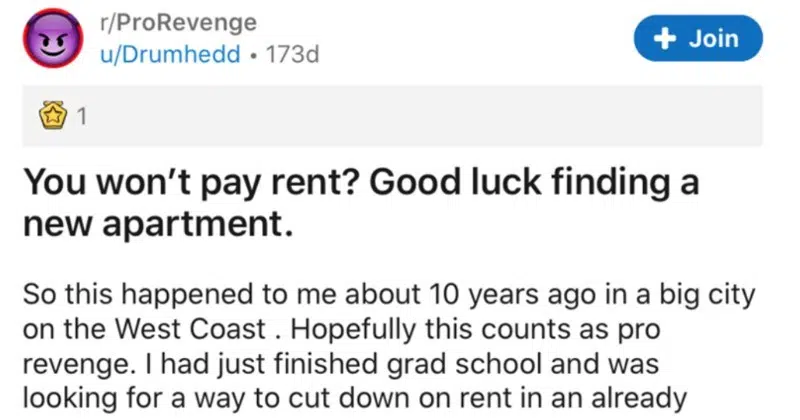 r/ProRevenge
u/Drumhedd • 173d
+ Join
1
You won’t pay rent? Good luck finding a
new apartment.
So this happened to me about 10 years ago in a big city
on the West Coast . Hopefully this counts as pro
revenge. I had just finished grad school and was
looking for a way to cut down on rent in an already